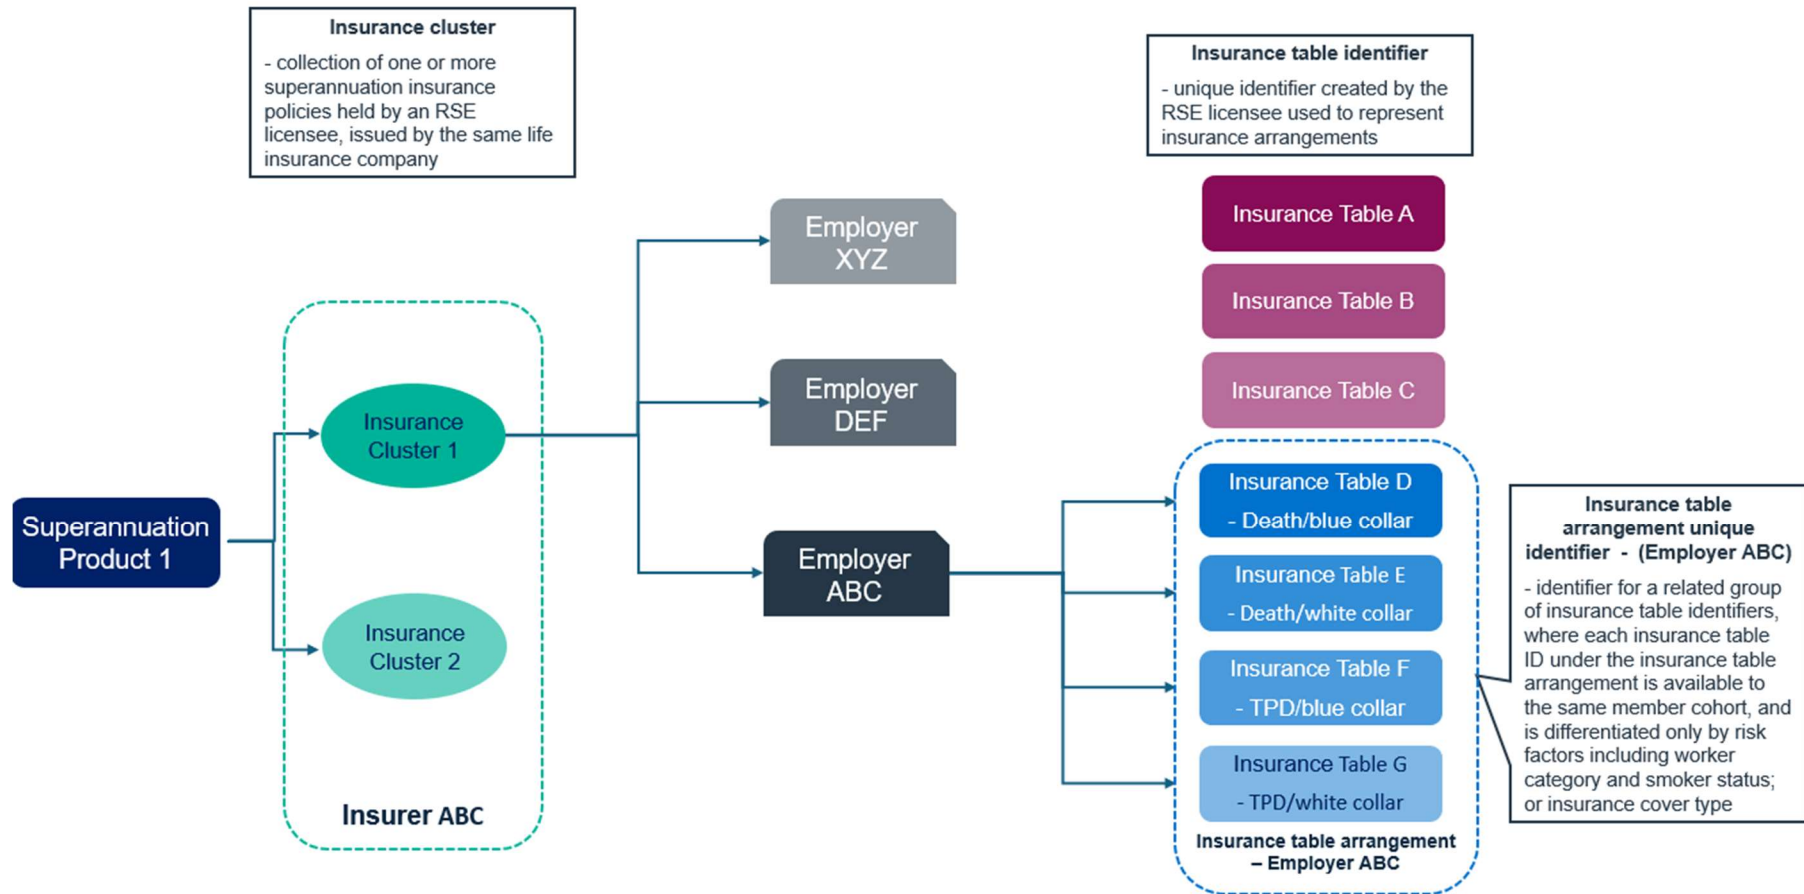 Insurance cluster
- collection of one or more
superannuation insurance
policies held by an RSE
licensee, issued by the same life
insurance company
Insurance table identifier
- unique identifier created by the
RSE licensee used to represent
insurance arrangements
Superannuation
Product 1
Insurance
Cluster 1
Insurance
Cluster 2
Insurer ABC
Employer
XYZ
Employer
DEF
Employer
ABC
Insurance Table A
Insurance Table B
Insurance Table C
Insurance Table D
- Death/blue collar
Insurance Table E
- Death/white collar
Insurance Table F
- TPD/blue collar
Insurance Table G
- TPD/white collar
Insurance table arrangement
– Employer ABC
Insurance table
arrangement unique
identifier - (Employer ABC)
- identifier for a related group
of insurance table identifiers,
where each insurance table
ID under the insurance table
arrangement is available to
the same member cohort, and
is differentiated only by risk
factors including worker
category and smoker status;
or insurance cover type